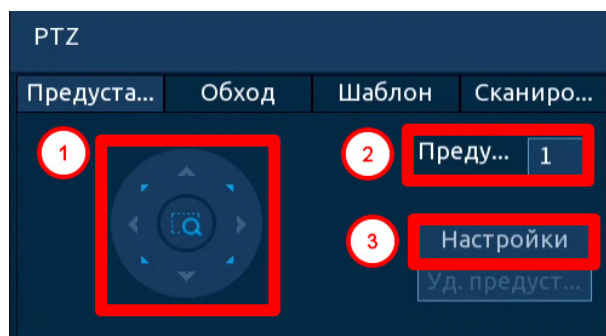 PTZ
Предуста... Обход Шаблон Сканиро...
1 2 Преду... 1
3 Настройки
Уд. предуст...